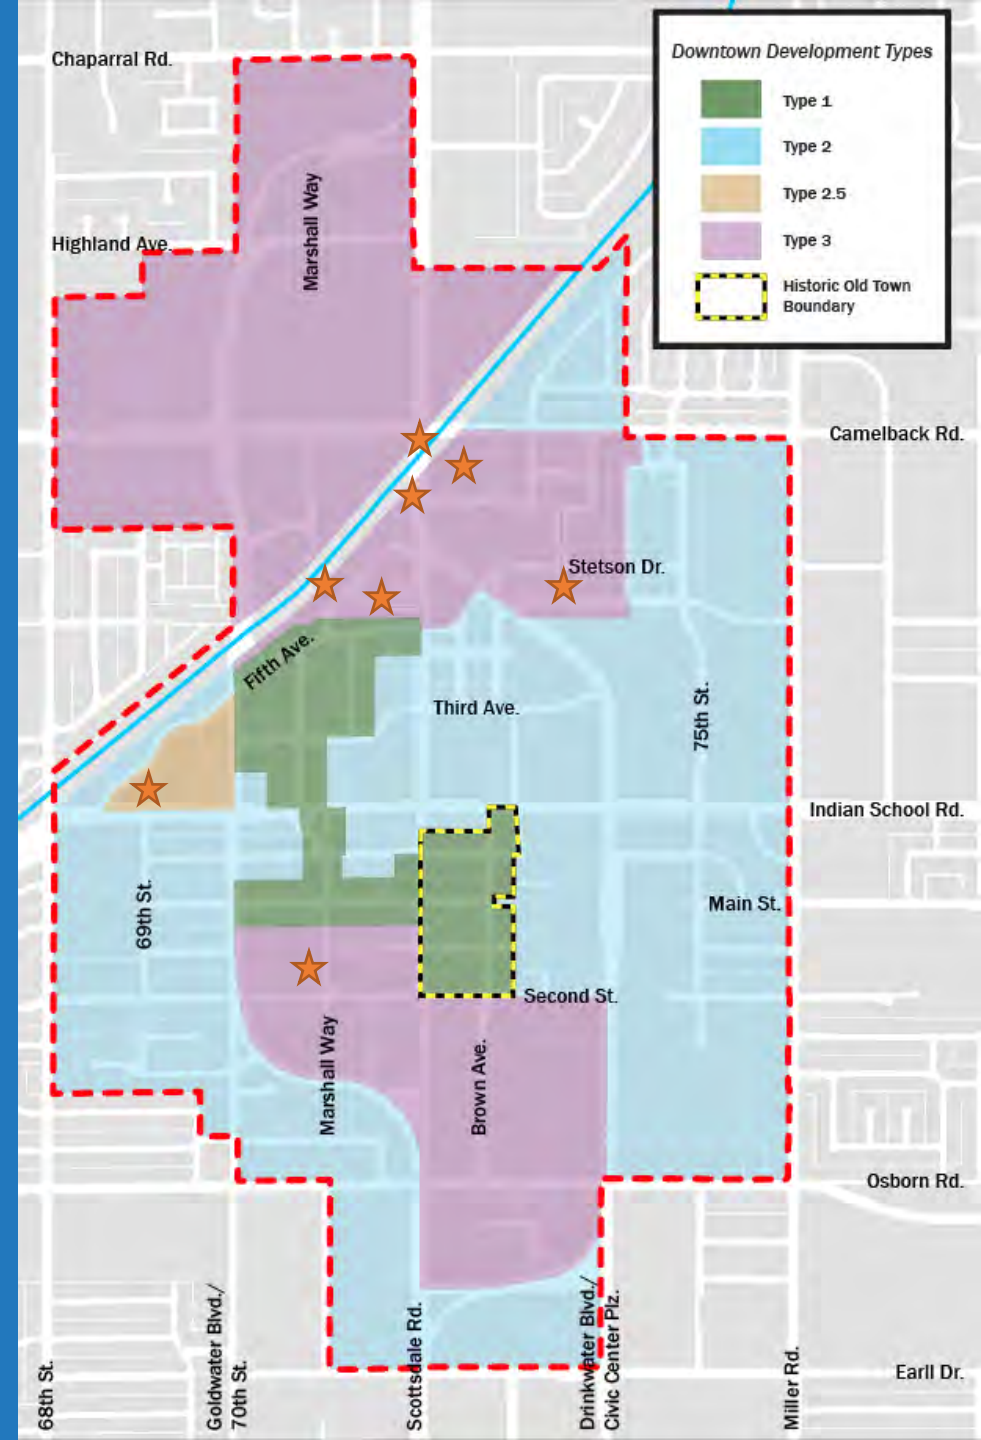 Downtown Development Types
Type 1
Type 2
Type 2.5
Type 3
Historic Old Town
Boundary
Chaparral Rd.
Marshall Way
Highland Ave.
Camelback Rd.
Stetson Dr.
Fifth Ave.
Third Ave.
75th St.
Indian School Rd.
69th St.
Main St.
Second St.
Marshall Way
Brown Ave.
Osborn Rd.
68th St.
Goldwater Blvd./
70th St.
Scottsdale Rd.
Drinkwater Blvd./
Civic Center Plz.
Miller Rd.
Earll Dr.